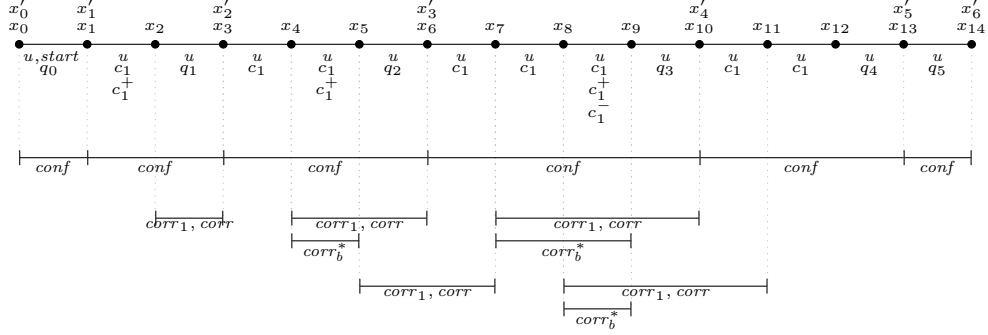 x′₀ x′₁ x′₂ x′₃ x′₄ x′₅ x′₆
x₀ x₁ x₂ x₃ x₄ x₅ x₆ x₇ x₈ x₉ x₁₀ x₁₁ x₁₂ x₁₃ x₁₄
u,start u u u u u u u u u u u u u
q₀ c₁ q₁ c₁ c₁ q₂ c₁ c₁ c₁ q₃ c₁ c₁ q₄ q₅
c₁⁺ c₁⁺ c₁⁺
c₁⁻
conf conf conf conf conf conf
corr₁, corr corr₁, corr corr₁, corr
corr*_b corr*_b
corr₁, corr corr₁, corr
corr*_b